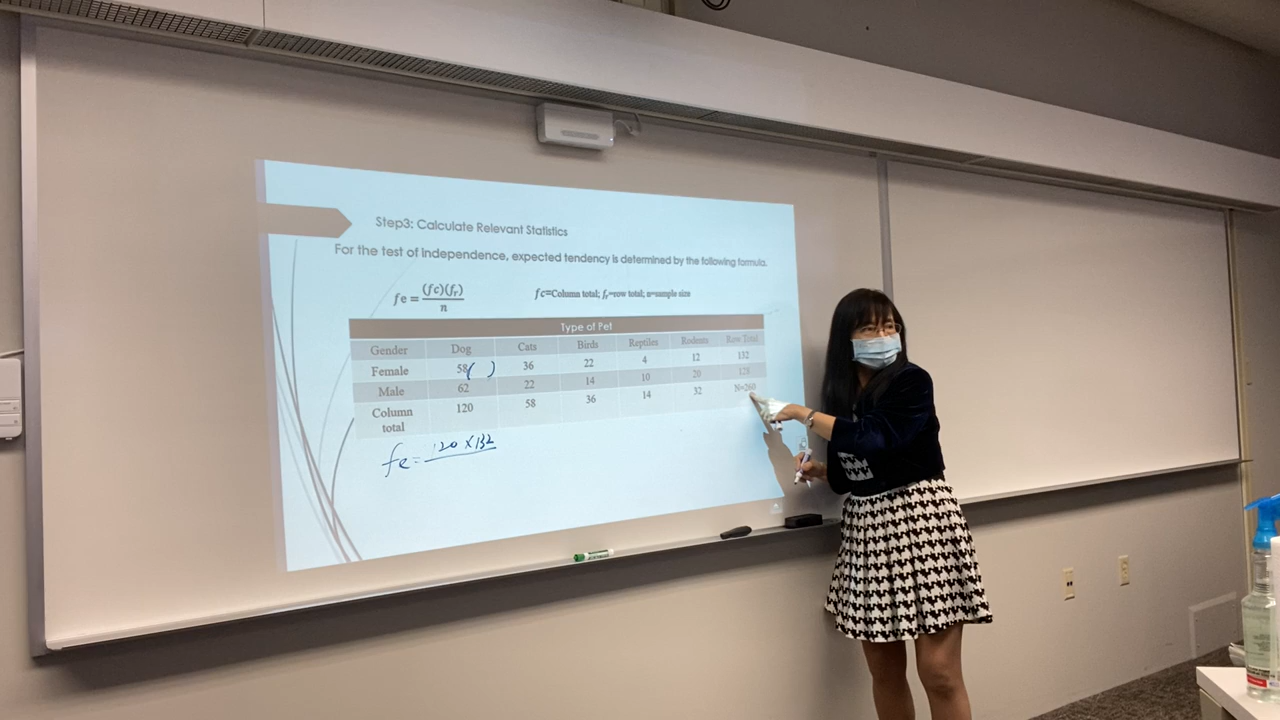 Step3: Calculate Relevant Statistics
For the test of independence, expected tendency is determined by the following formula.
fe = (fc)(fr) / n
fc=Column total; fr=row total; n=sample size
Type of Pet
Gender Dog Cats Birds Reptiles Rodents Row Total
Female 58( ) 36 22 4 12 132
Male 62 22 14 10 20 128
Column total 120 58 36 14 32 N=260
fe = 120 x 132